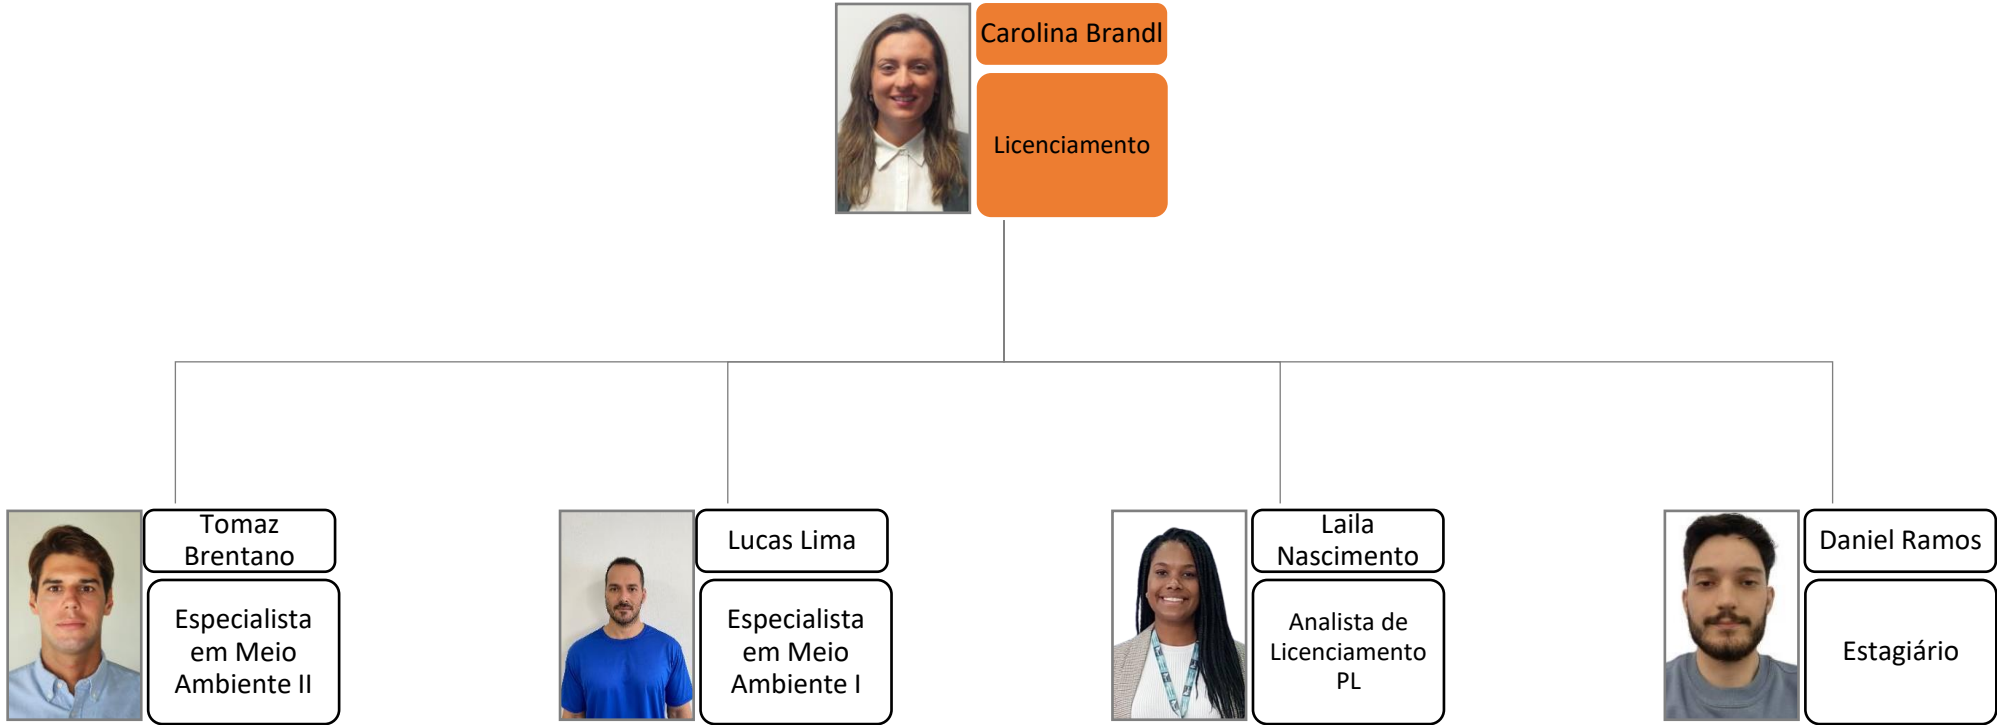 Carolina Brandl
Licenciamento
Tomaz
Brentano
Especialista
em Meio
Ambiente II
Lucas Lima
Especialista
em Meio
Ambiente I
Laila
Nascimento
Analista de
Licenciamento
PL
Daniel Ramos
Estagiário